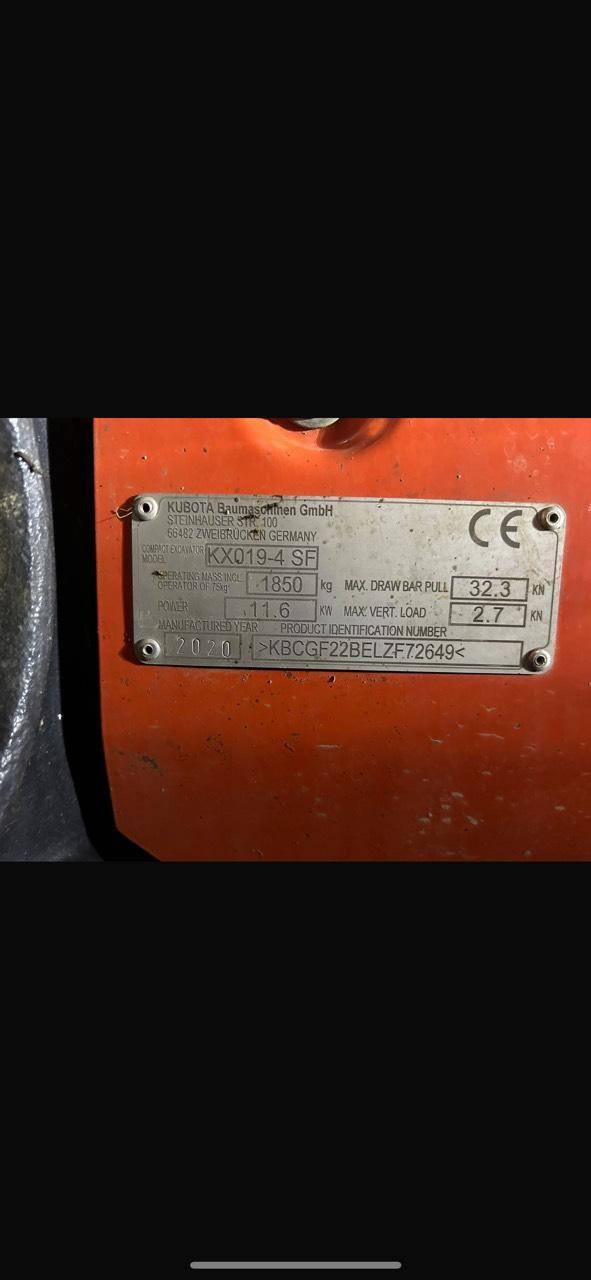 KUBOTA Baumaschinen GmbH
STEINHAUSER STR. 100
66482 ZWEIBRÜCKEN GERMANY
CE
COMPACT EXCAVATOR MODEL KX019-4 SF
OPERATING MASS INCL. OPERATOR OF 75kg 1850 kg MAX. DRAW BAR PULL 32.3 KN
POWER 11.6 KW MAX. VERT. LOAD 2.7 KN
MANUFACTURED YEAR PRODUCT IDENTIFICATION NUMBER
2020 >KBCGF22BELZF72649<